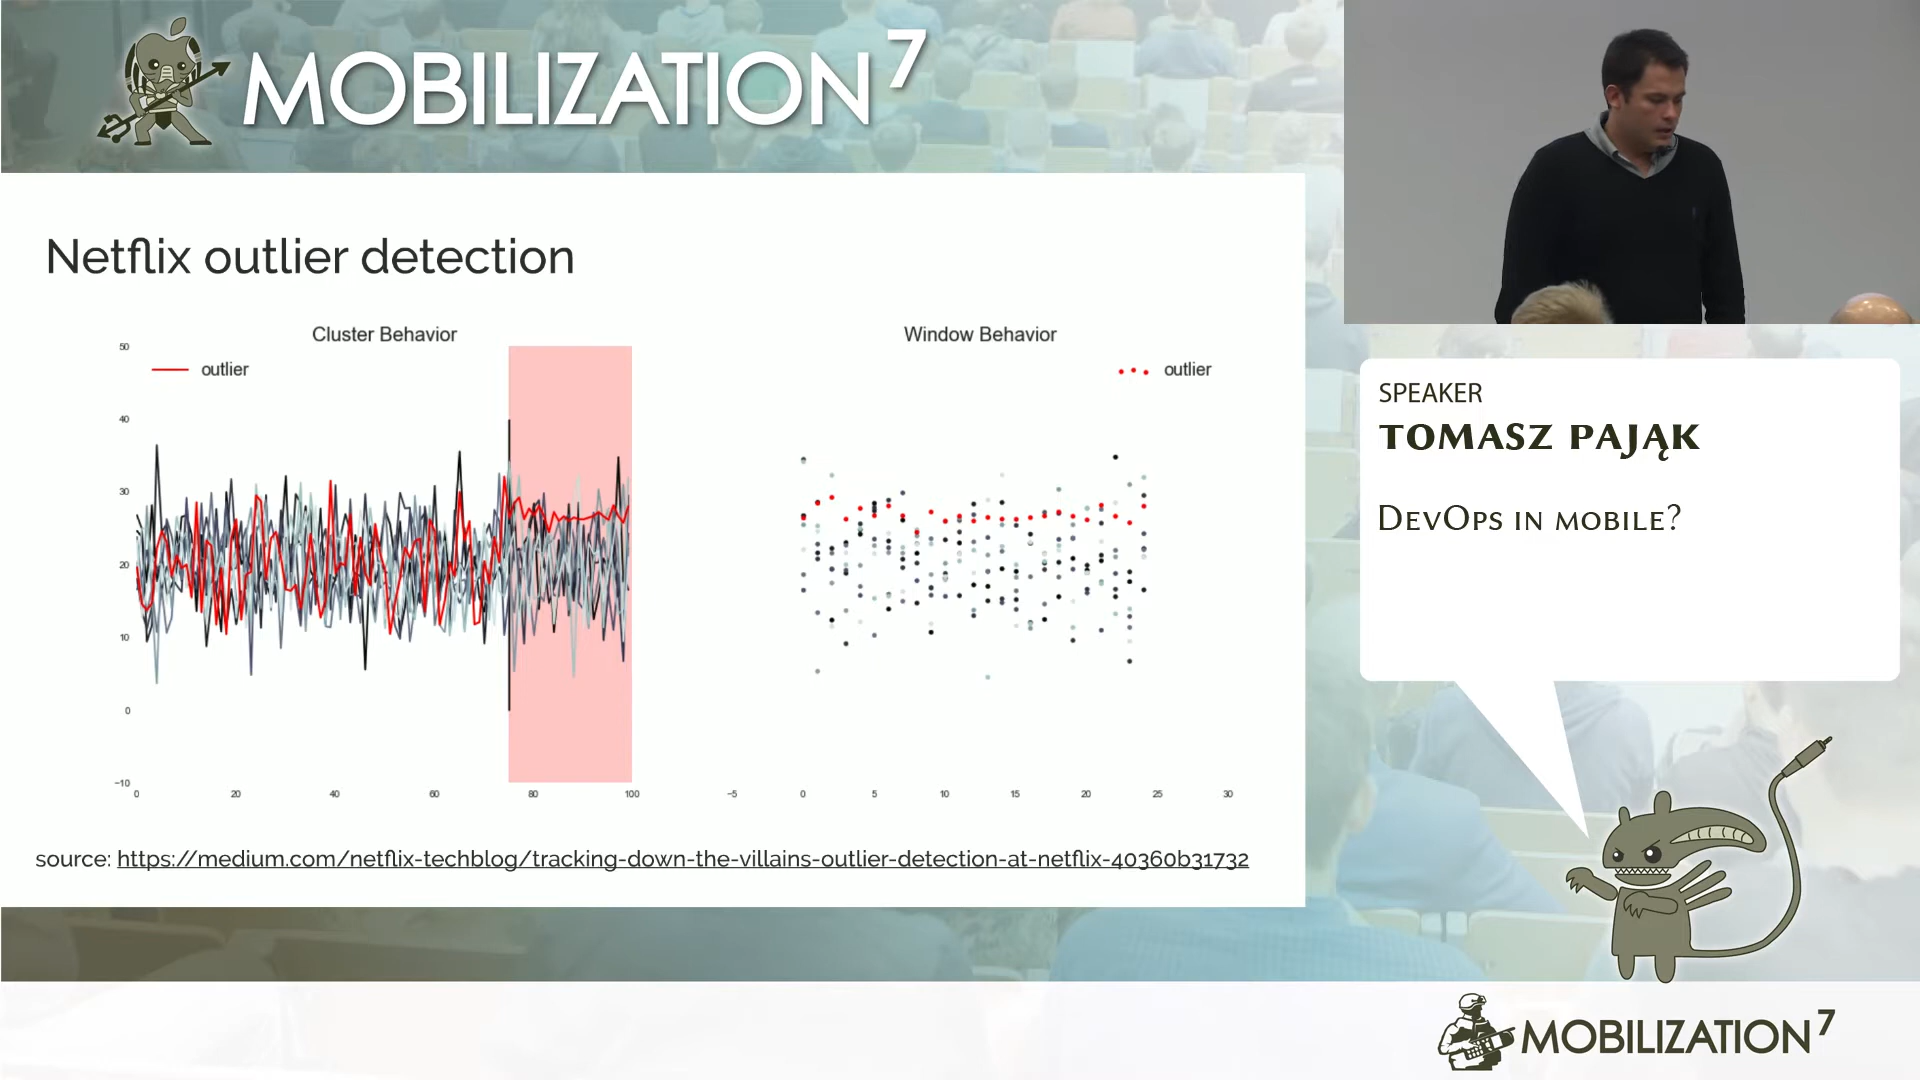 MOBILIZATION 7
Netflix outlier detection
Cluster Behavior
outlier
50
40
30
20
10
0
−10
0 20 40 60 80 100
Window Behavior
outlier
−5 0 5 10 15 20 25 30
source: https://medium.com/netflix-techblog/tracking-down-the-villains-outlier-detection-at-netflix-40360b31732
SPEAKER
TOMASZ PAJĄK
DEVOPS IN MOBILE?
MOBILIZATION 7